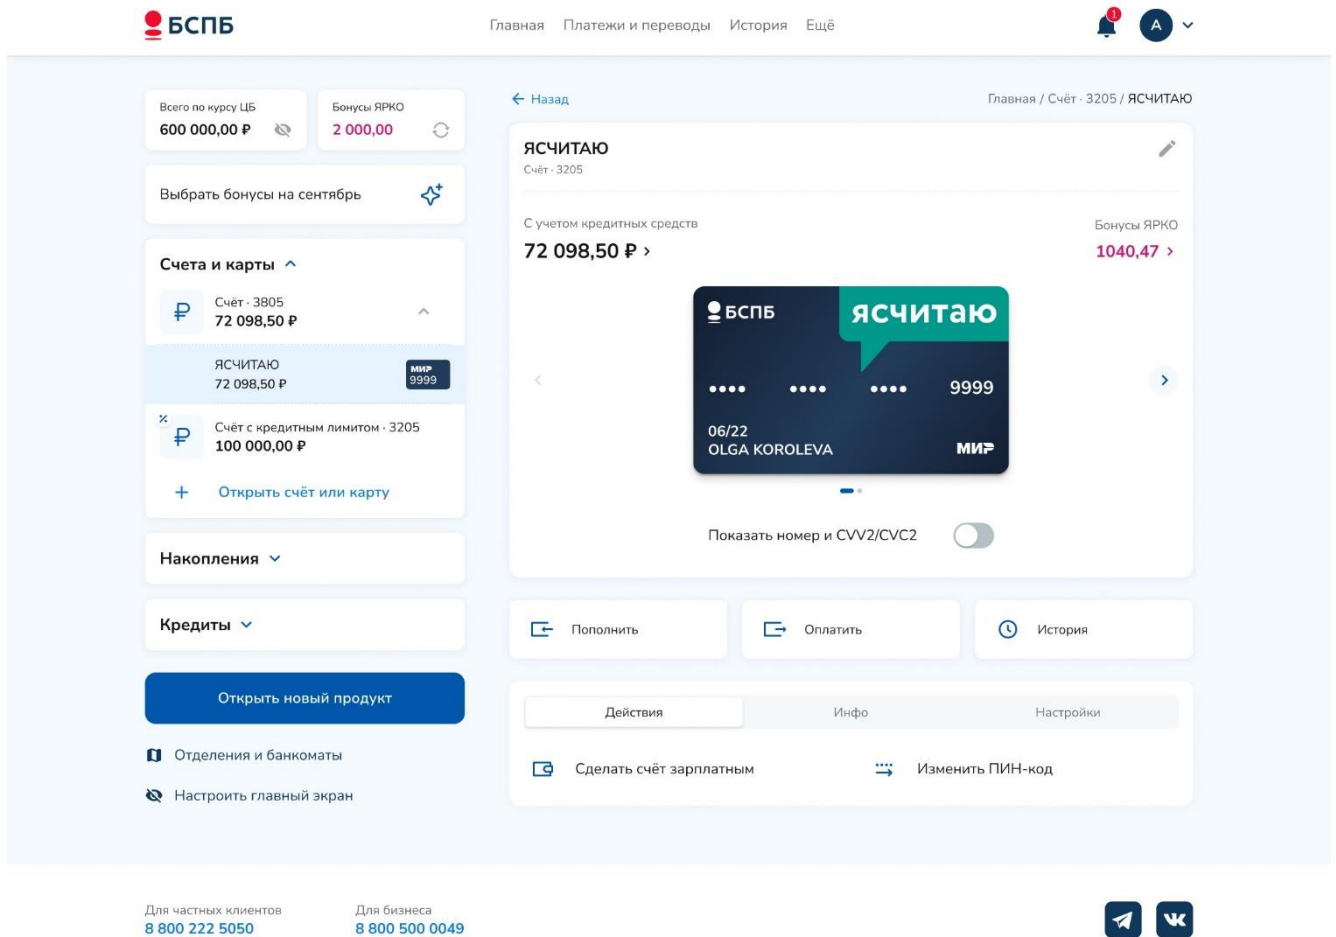 БСПБ
Главная Платежи и переводы История Ещё
1
А
Всего по курсу ЦБ
600 000,00 ₽
Бонусы ЯРКО
2 000,00
Выбрать бонусы на сентябрь
Счета и карты
Счёт · 3805
72 098,50 ₽
ЯСЧИТАЮ
72 098,50 ₽
МИР
9999
%
₽
Счёт с кредитным лимитом · 3205
100 000,00 ₽
+ Открыть счёт или карту
Накопления
Кредиты
Открыть новый продукт
Отделения и банкоматы
Настроить главный экран
← Назад
Главная / Счёт · 3205 / ЯСЧИТАЮ
ЯСЧИТАЮ
Счёт · 3205
С учетом кредитных средств
72 098,50 ₽ ›
Бонусы ЯРКО
1040,47 ›
БСПБ
ясчитаю
•••• •••• •••• 9999
06/22
OLGA KOROLEVA
МИР
Показать номер и CVV2/CVC2
Пополнить
Оплатить
История
Действия Инфо Настройки
Сделать счёт зарплатным
Изменить ПИН-код
Для частных клиентов
8 800 222 5050
Для бизнеса
8 800 500 0049